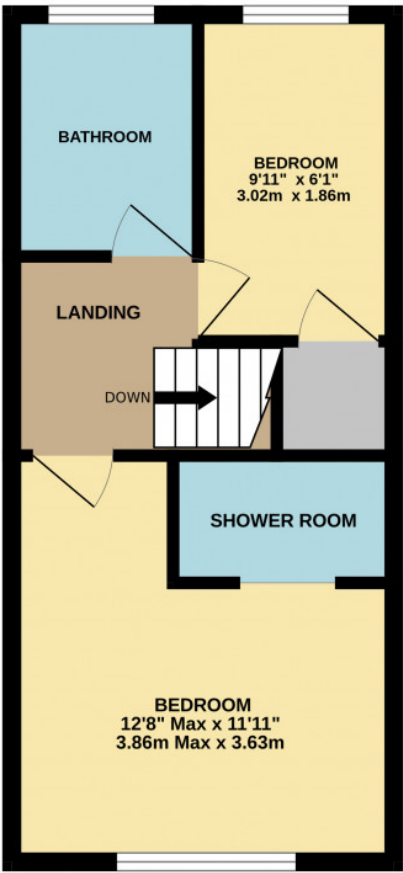 BATHROOM
BEDROOM
9'11" x 6'1"
3.02m x 1.86m
LANDING
DOWN
SHOWER ROOM
BEDROOM
12'8" Max x 11'11"
3.86m Max x 3.63m